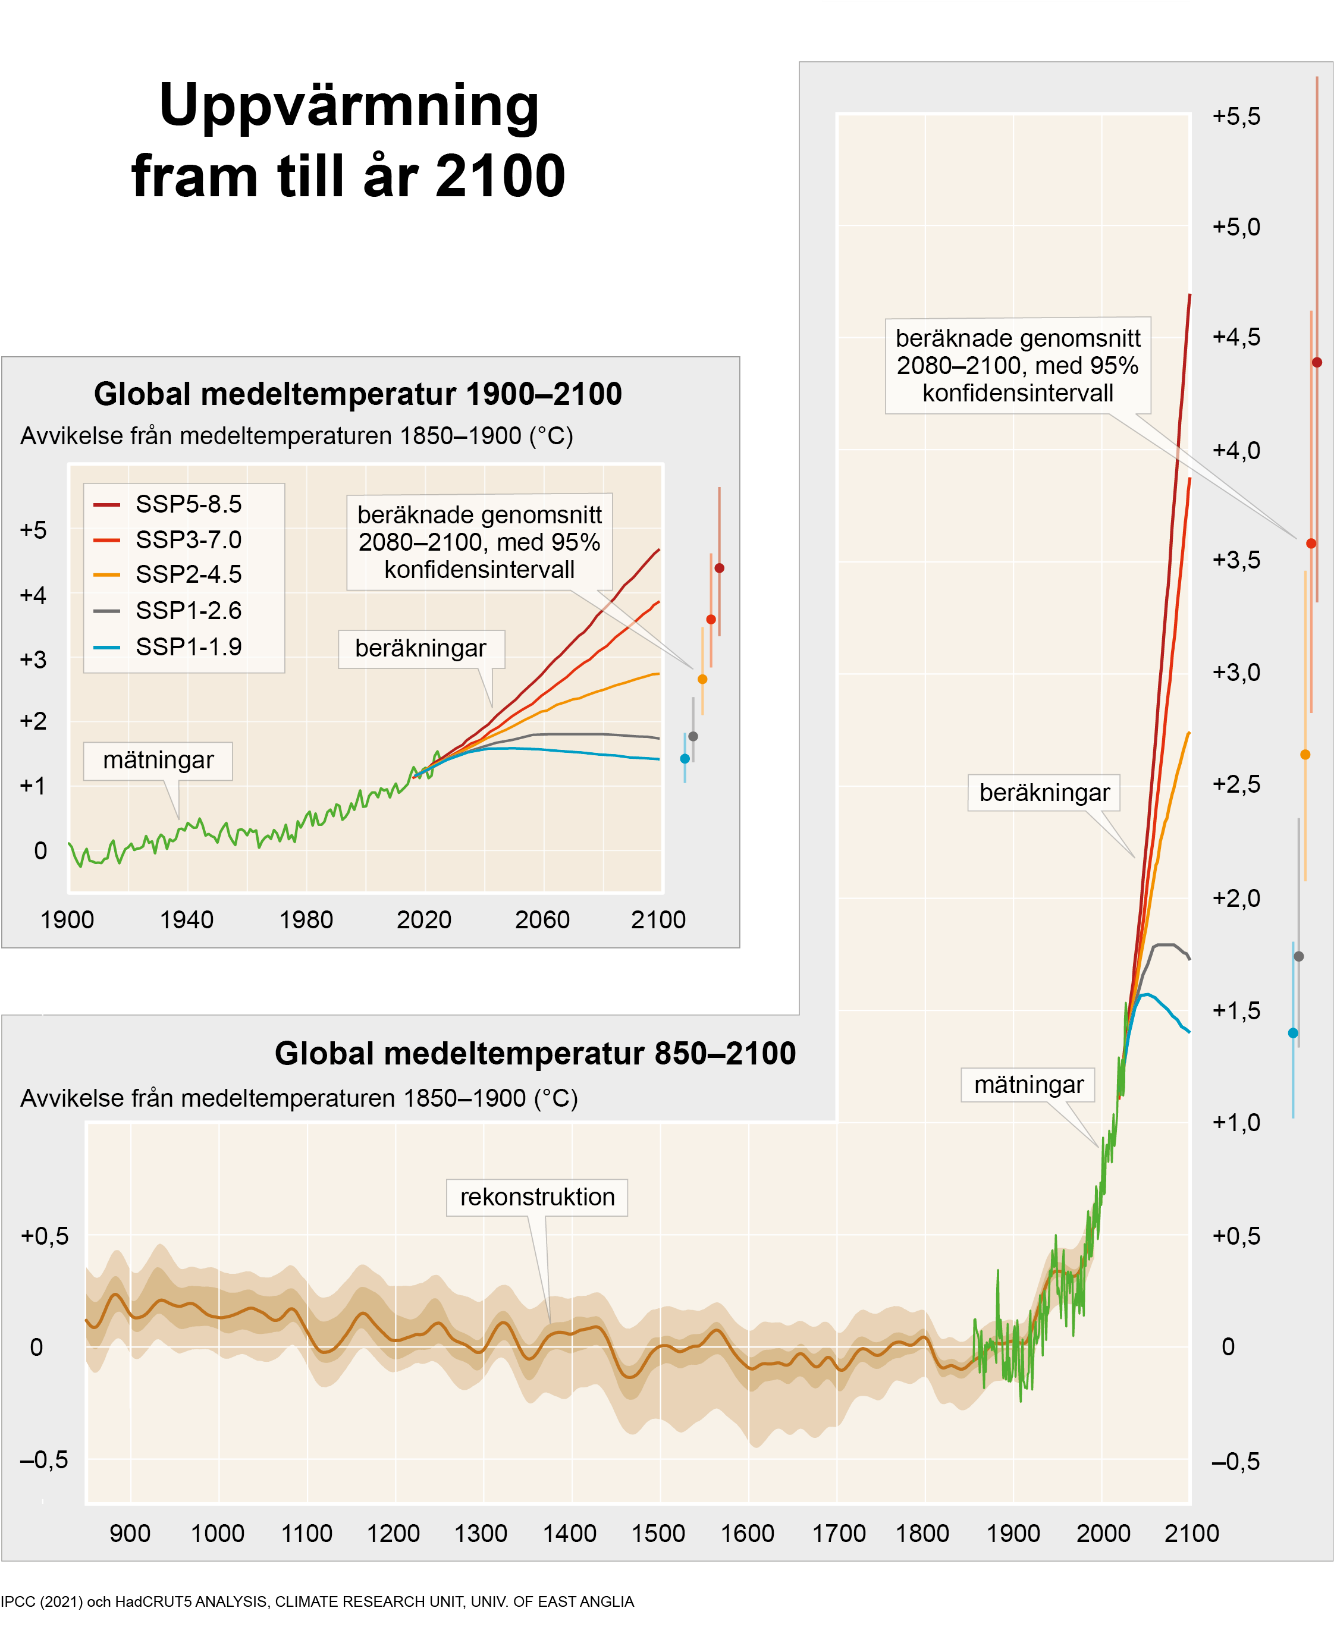 Uppvärmning
fram till år 2100
Global medeltemperatur 1900–2100
Avvikelse från medeltemperaturen 1850–1900 (°C)
SSP5-8.5
SSP3-7.0
SSP2-4.5
SSP1-2.6
SSP1-1.9
beräknade genomsnitt
2080–2100, med 95%
konfidensintervall
beräkningar
mätningar
+5
+4
+3
+2
+1
0
1900 1940 1980 2020 2060 2100
Global medeltemperatur 850–2100
Avvikelse från medeltemperaturen 1850–1900 (°C)
beräknade genomsnitt
2080–2100, med 95%
konfidensintervall
beräkningar
mätningar
rekonstruktion
+0,5
0
–0,5
+5,5
+5,0
+4,5
+4,0
+3,5
+3,0
+2,5
+2,0
+1,5
+1,0
+0,5
0
–0,5
900 1000 1100 1200 1300 1400 1500 1600 1700 1800 1900 2000 2100
IPCC (2021) och HadCRUT5 ANALYSIS, CLIMATE RESEARCH UNIT, UNIV. OF EAST ANGLIA